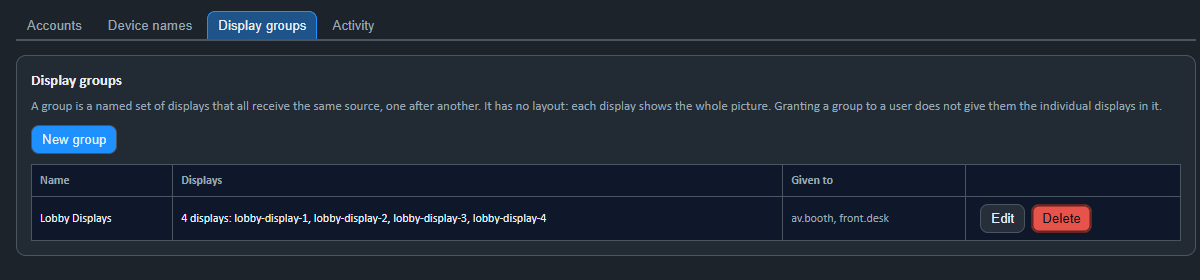 Accounts Device names Display groups Activity
Display groups
A group is a named set of displays that all receive the same source, one after another. It has no layout: each display shows the whole picture. Granting a group to a user does not give them the individual displays in it.
New group
Name Displays Given to
Lobby Displays 4 displays: lobby-display-1, lobby-display-2, lobby-display-3, lobby-display-4 av.booth, front.desk Edit Delete